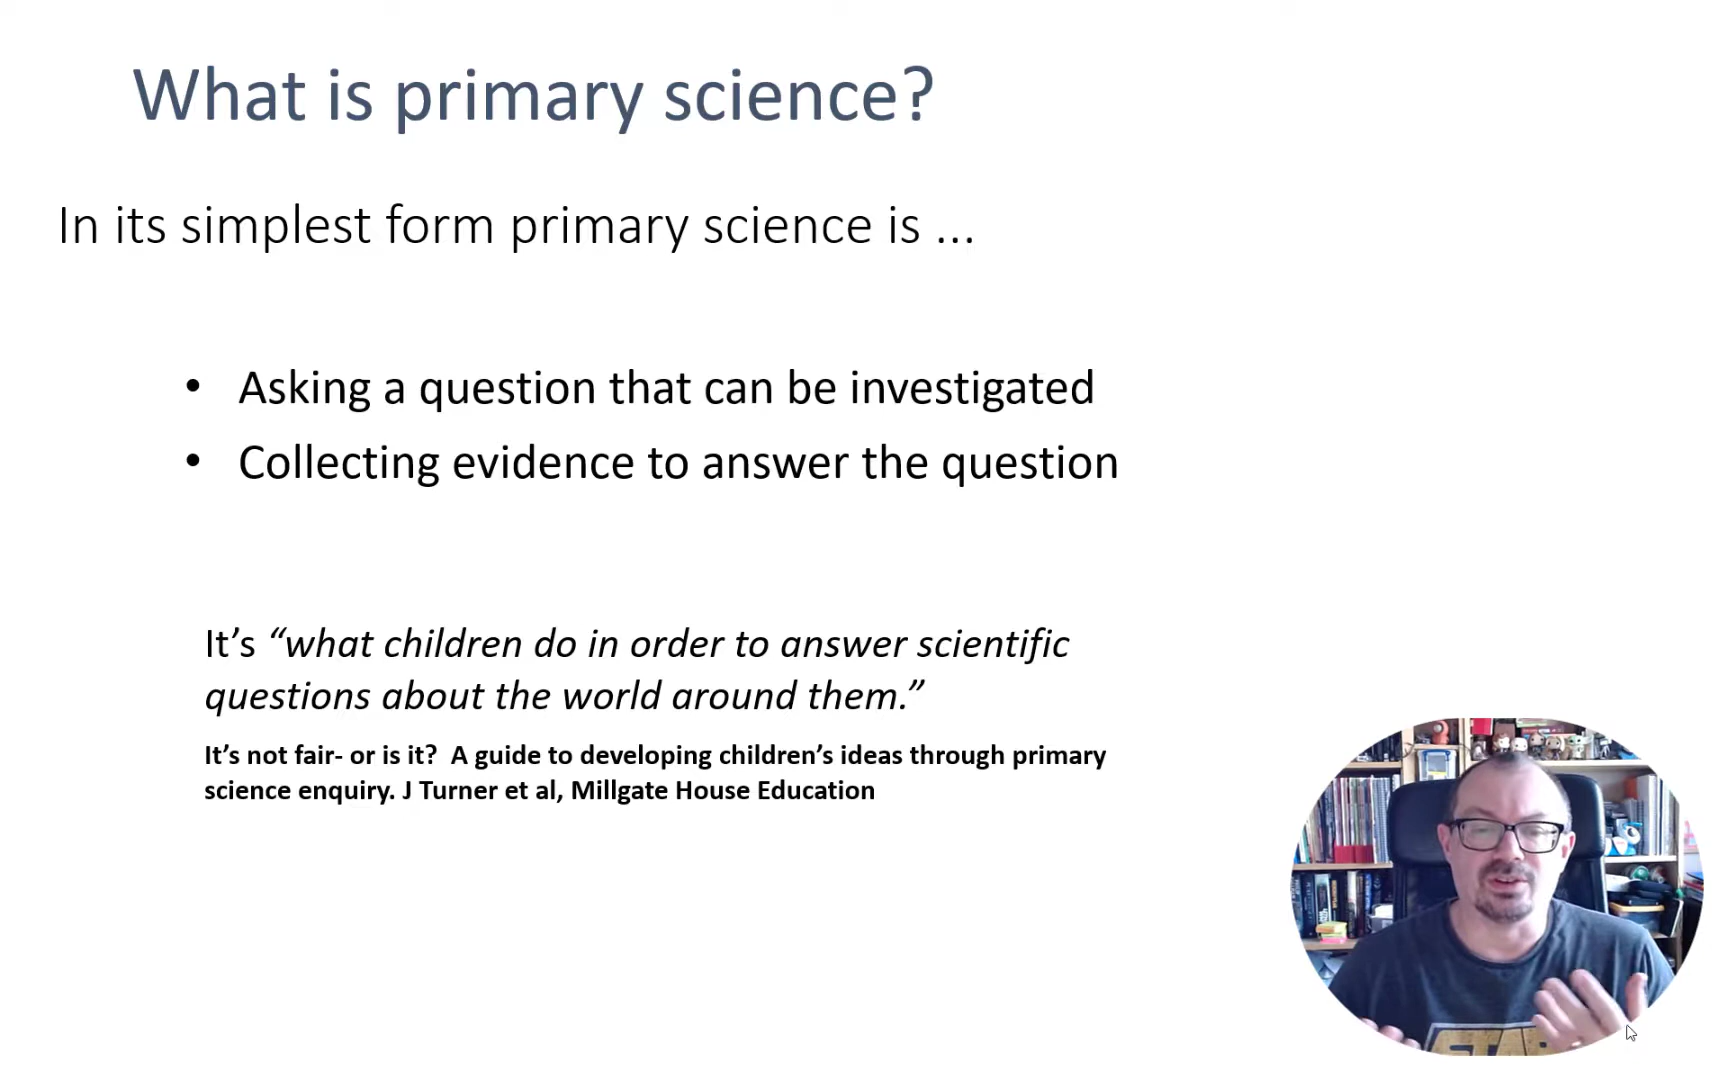 What is primary science?
In its simplest form primary science is ...
• Asking a question that can be investigated
• Collecting evidence to answer the question
It’s “what children do in order to answer scientific
questions about the world around them.”
It’s not fair- or is it?  A guide to developing children’s ideas through primary
science enquiry. J Turner et al, Millgate House Education
STAR